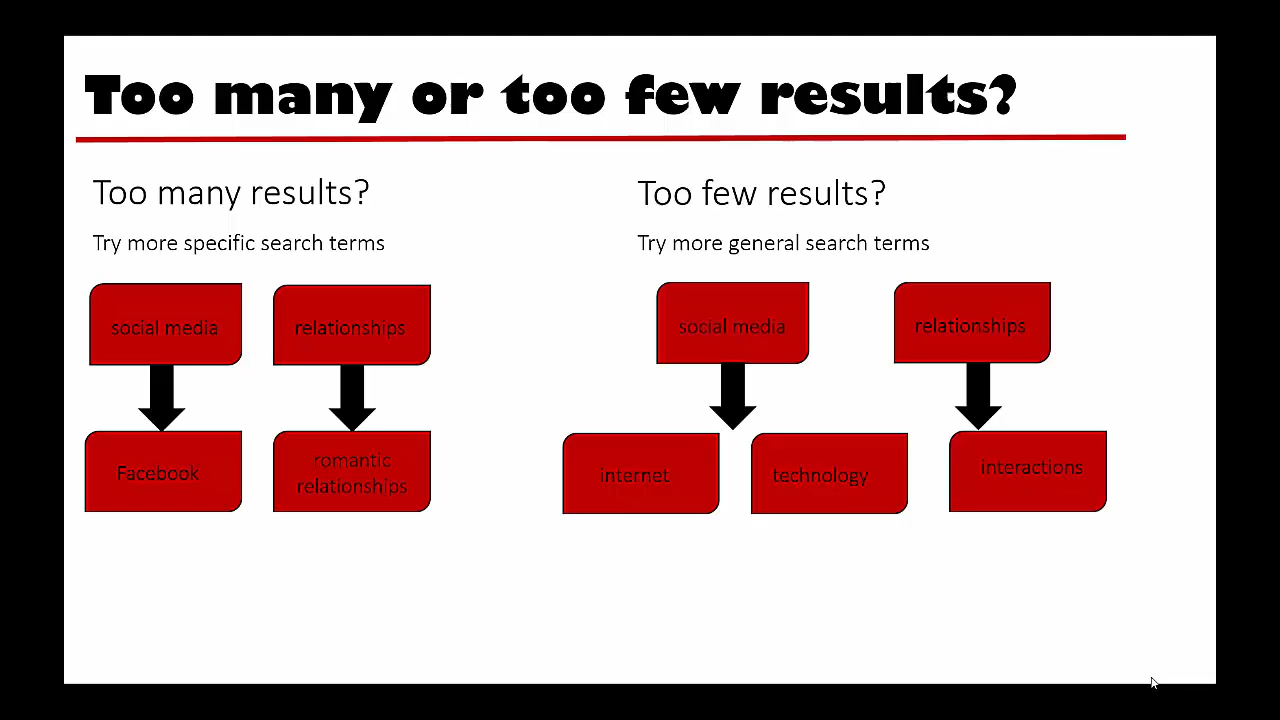 Too many or too few results?
Too many results?
Try more specific search terms
social media
relationships
Facebook
romantic
relationships
Too few results?
Try more general search terms
social media
relationships
internet
technology
interactions